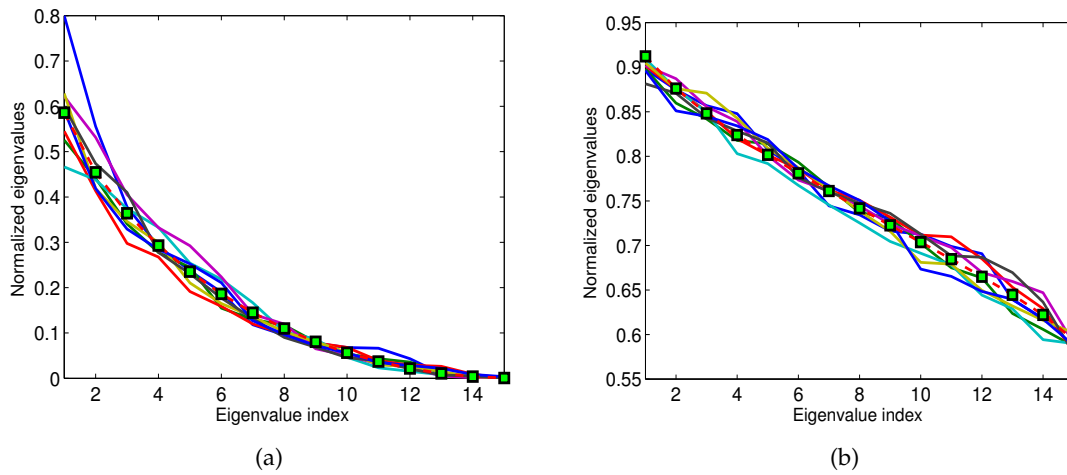 0.8
0.7
0.6
0.5
0.4
0.3
0.2
0.1
0
Normalized eigenvalues
2 4 6 8 10 12 14
Eigenvalue index
(a)
0.95
0.9
0.85
0.8
0.75
0.7
0.65
0.6
0.55
Normalized eigenvalues
2 4 6 8 10 12 14
Eigenvalue index
(b)